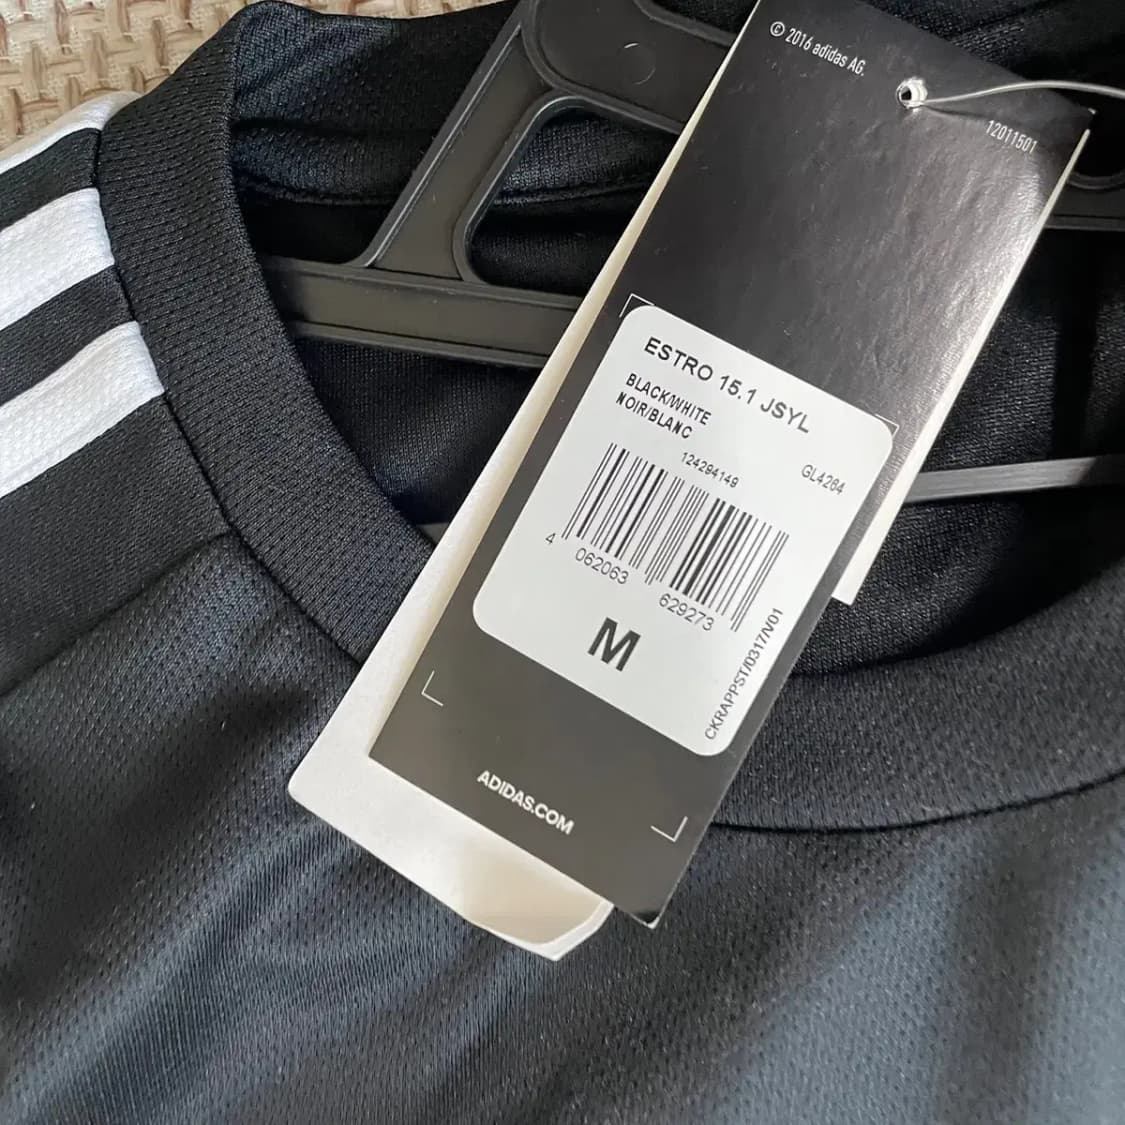 © 2016 adidas AG.
12011501
ESTRO 15.1 JSYL
BLACK/WHITE
NOIR/BLANC
124294149
GL4264
4 062063 629273
M
CKRAPPST/0317/V01
ADIDAS.COM